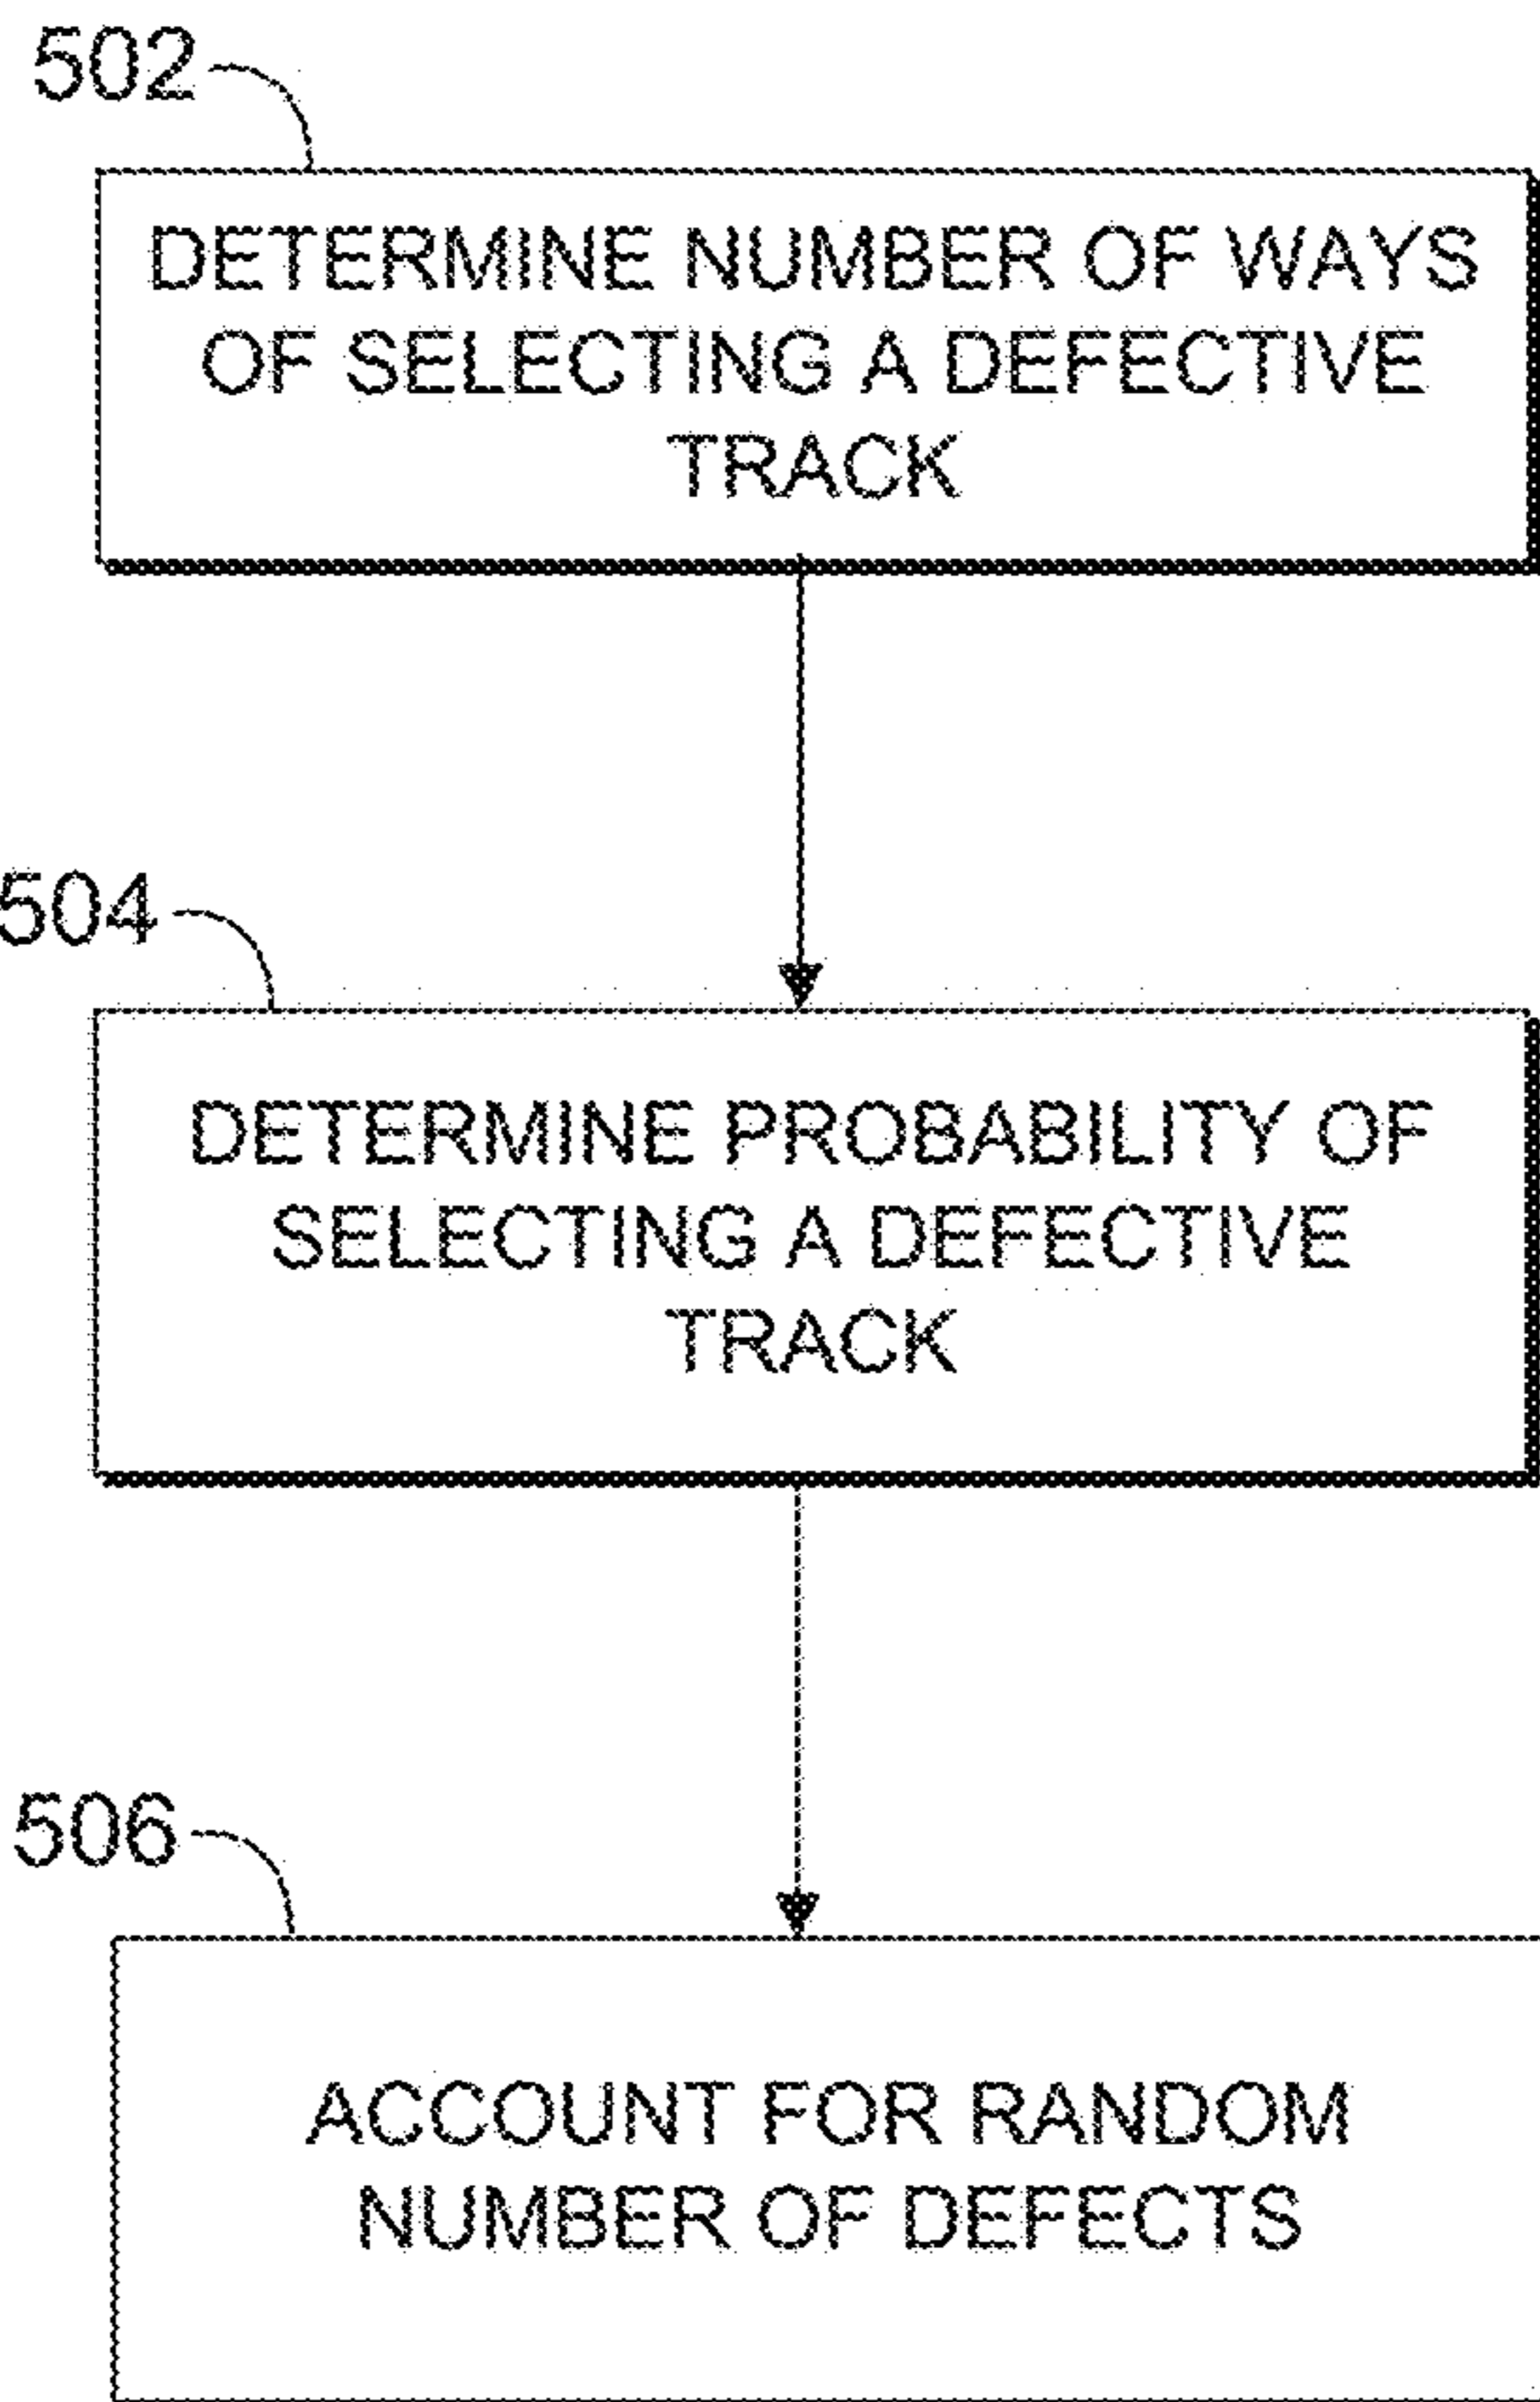 502
DETERMINE NUMBER OF WAYS
OF SELECTING A DEFECTIVE
TRACK
504
DETERMINE PROBABILITY OF
SELECTING A DEFECTIVE
TRACK
506
ACCOUNT FOR RANDOM
NUMBER OF DEFECTS